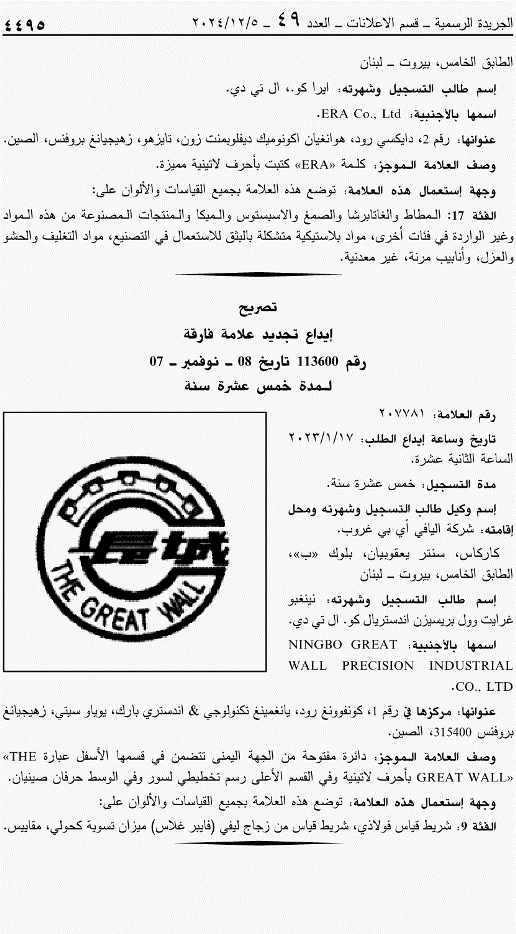 الجريدة الرسمية ــ قسم الاعلانات ــ العدد ٤٩ ــ ٢٠٢٤/١٢/٥
٤٤٩٥
الطابق الخامس، بيروت ــ لبنان
إسم طالب التسجيل وشهرته: ايرا كو.، ال تي دي.
اسمها بالأجنبية: ERA Co., Ltd.
عنوانها: رقم 2، دايكسي رود، هوانغيان اكونوميك ديفلوبمنت زون، تايزهو، زهيجيانغ بروفنس، الصين.
وصف العلامة الموجز: كلمة «ERA» كتبت بأحرف لاتينية مميزة.
وجهة إستعمال هذه العلامة: توضع هذه العلامة بجميع القياسات والألوان على:
الفئة 17: المطاط والغاتابرشا والصمغ والاسبستوس والميكا والمنتجات المصنوعة من هذه المواد
وغير الواردة في فئات أخرى، مواد بلاستيكية متشكلة بالبثق للاستعمال في التصنيع، مواد التغليف والحشو
والعزل، وأنابيب مرنة، غير معدنية.
تصريح
إيداع تجديد علامة فارقة
رقم 113600 تاريخ 08 ــ نوفمبر ــ 07
لمدة خمس عشرة سنة
رقم العلامة: ٢٠٧٧٨١
تاريخ وساعة إيداع الطلب: ٢٠٢٣/١/١٧
الساعة الثانية عشرة.
مدة التسجيل: خمس عشرة سنة.
إسم وكيل طالب التسجيل وشهرته ومحل
إقامته: شركة اليافي أي بي غروب.
كاركاس، سنتر يعقوبيان، بلوك «ب»،
الطابق الخامس، بيروت ــ لبنان
إسم طالب التسجيل وشهرته: نينغبو
غرايت وول بريسيزن اندستريال كو. ال تي دي.
اسمها بالأجنبية: NINGBO GREAT
WALL PRECISION INDUSTRIAL
CO., LTD.
THE GREAT WALL
عنوانها: مركزها في رقم 1، كونفوونغ رود، يانغمينغ تكنولوجي & اندستري بارك، يوياو سيتي، زهيجيانغ
بروفنس 315400، الصين.
وصف العلامة الموجز: دائرة مفتوحة من الجهة اليمنى تتضمن في قسمها الأسفل عبارة «THE
GREAT WALL» بأحرف لاتينية وفي القسم الأعلى رسم تخطيطي لسور وفي الوسط حرفان صينيان.
وجهة إستعمال هذه العلامة: توضع هذه العلامة بجميع القياسات والألوان على:
الفئة 9: شريط قياس فولاذي، شريط قياس من زجاج ليفي (فايبر غلاس) ميزان تسوية كحولي، مقاييس.